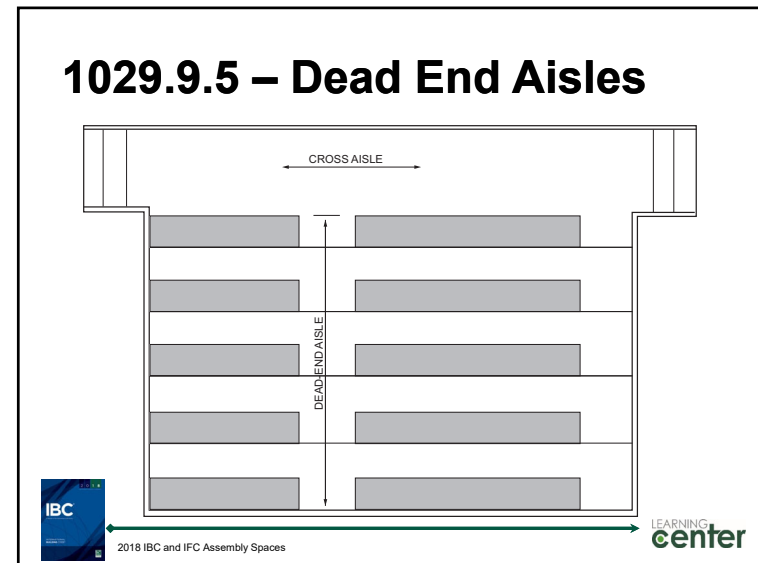 1029.9.5 – Dead End Aisles
CROSS AISLE
DEAD-END AISLE
IBC
2018 IBC and IFC Assembly Spaces
LEARNING
center